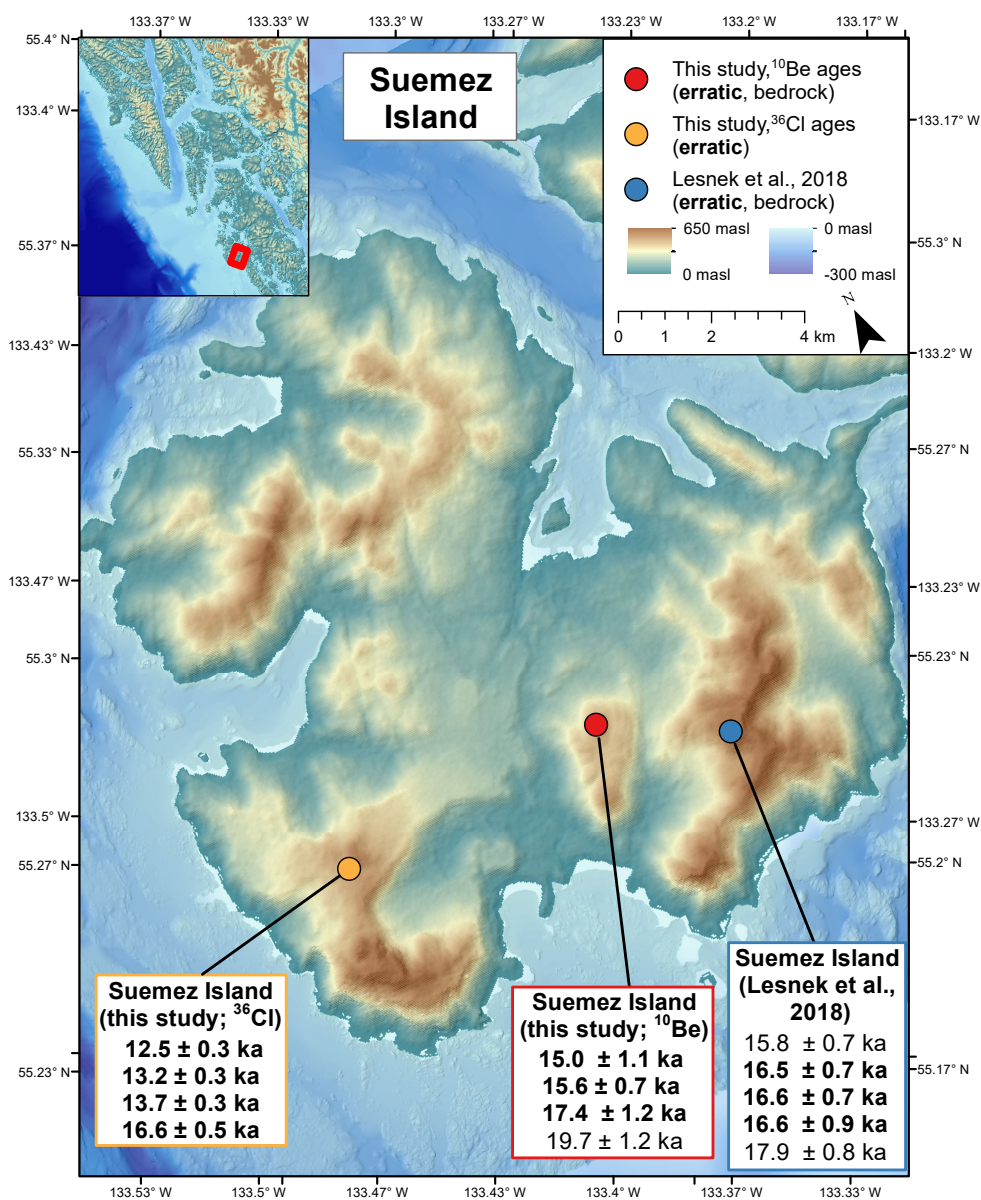 133.37° W 133.33° W 133.3° W 133.27° W 133.23° W 133.2° W 133.17° W
55.4° N
133.4° W
55.37° N
133.43° W
55.33° N
133.47° W
55.3° N
133.5° W
55.27° N
55.23° N
Suemez
Island
This study,¹⁰Be ages
(erratic, bedrock)
This study,³⁶Cl ages
(erratic)
Lesnek et al., 2018
(erratic, bedrock)
650 masl
0 masl
0 masl
-300 masl
N
0 1 2 4 km
133.17° W
55.3° N
133.2° W
55.27° N
133.23° W
55.23° N
133.27° W
55.2° N
55.17° N
Suemez Island
(this study; ³⁶Cl)
12.5 ± 0.3 ka
13.2 ± 0.3 ka
13.7 ± 0.3 ka
16.6 ± 0.5 ka
Suemez Island
(this study; ¹⁰Be)
15.0 ± 1.1 ka
15.6 ± 0.7 ka
17.4 ± 1.2 ka
19.7 ± 1.2 ka
Suemez Island
(Lesnek et al.,
2018)
15.8 ± 0.7 ka
16.5 ± 0.7 ka
16.6 ± 0.7 ka
16.6 ± 0.9 ka
17.9 ± 0.8 ka
133.53° W 133.5° W 133.47° W 133.43° W 133.4° W 133.37° W 133.33° W